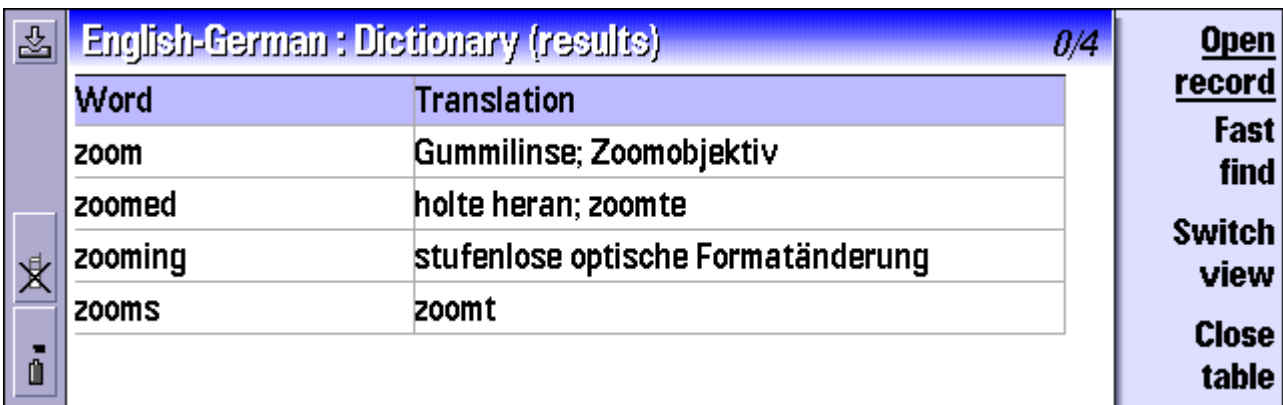 English-German : Dictionary (results) 0/4
Word Translation
zoom Gummilinse; Zoomobjektiv
zoomed holte heran; zoomte
zooming stufenlose optische Formatänderung
zooms zoomt
Open
record
Fast
find
Switch
view
Close
table